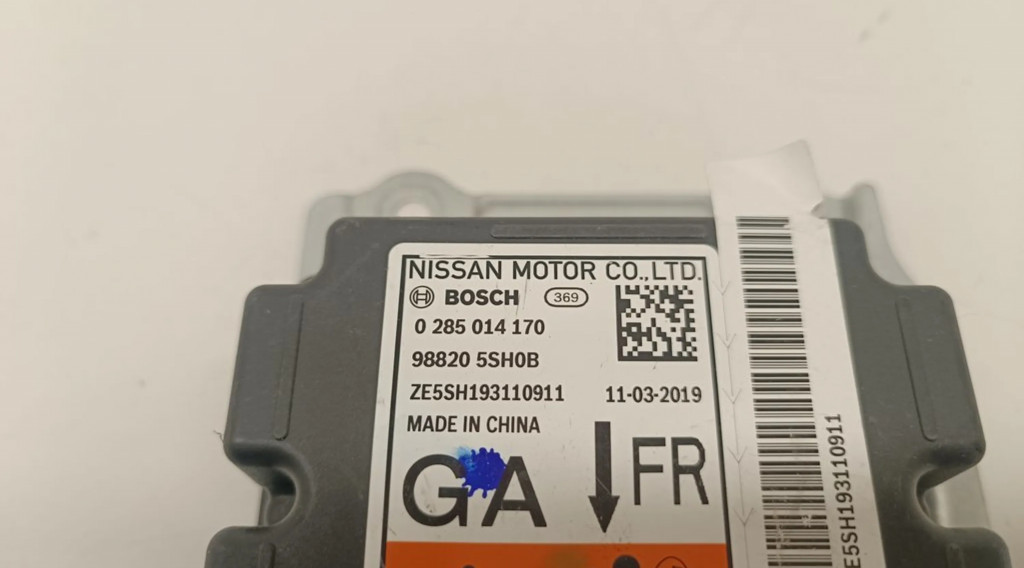 NISSAN MOTOR CO.,LTD.
BOSCH 369
0 285 014 170
98820 5SH0B
ZE5SH193110911 11-03-2019
MADE IN CHINA
GA FR
E5SH193110911